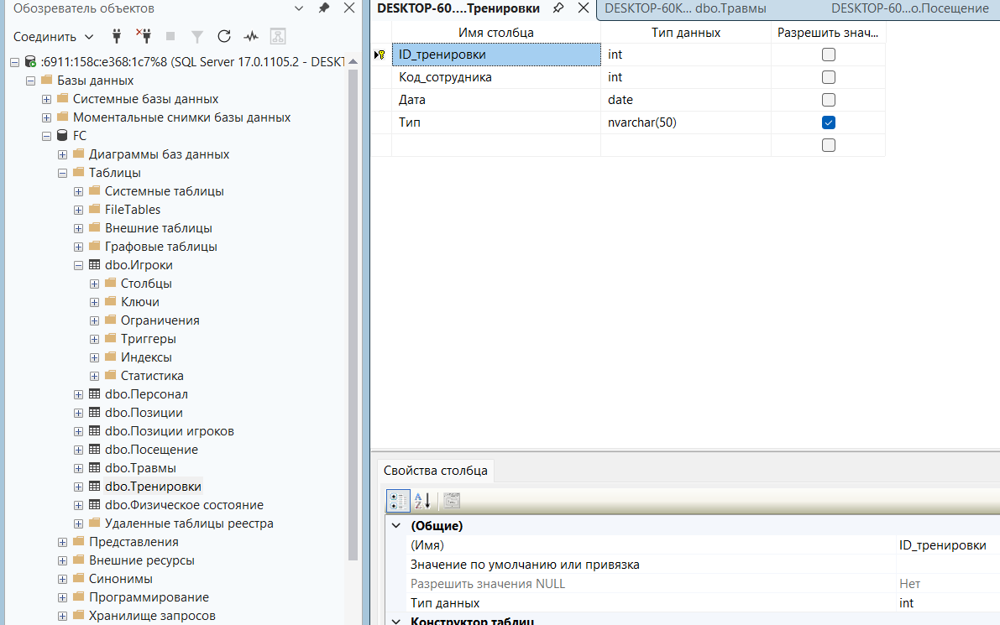 Обозреватель объектов
Соединить
:6911:158c:e368:1c7%8 (SQL Server 17.0.1105.2 - DESKT
Базы данных
Системные базы данных
Моментальные снимки базы данных
FC
Диаграммы баз данных
Таблицы
Системные таблицы
FileTables
Внешние таблицы
Графовые таблицы
dbo.Игроки
Столбцы
Ключи
Ограничения
Триггеры
Индексы
Статистика
dbo.Персонал
dbo.Позиции
dbo.Позиции игроков
dbo.Посещение
dbo.Травмы
dbo.Тренировки
dbo.Физическое состояние
Удаленные таблицы реестра
Представления
Внешние ресурсы
Синонимы
Программирование
Хранилище запросов
DESKTOP-60....Тренировки DESKTOP-60K... dbo.Травмы DESKTOP-60...o.Посещение
Имя столбца Тип данных Разрешить знач...
ID_тренировки int
Код_сотрудника int
Дата date
Тип nvarchar(50)
Свойства столбца
(Общие)
(Имя) ID_тренировки
Значение по умолчанию или привязка
Разрешить значения NULL Нет
Тип данных int
Конструктор таблиц